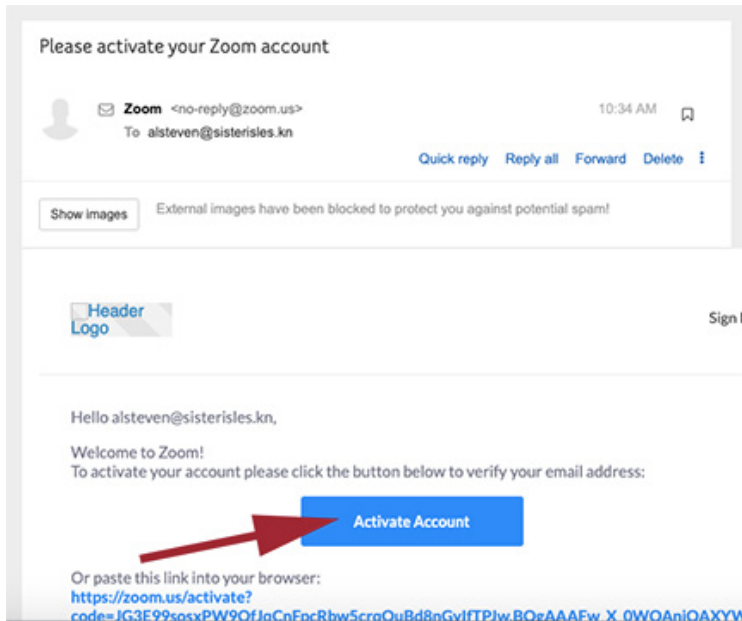 Please activate your Zoom account
Zoom <no-reply@zoom.us>
10:34 AM
To alsteven@sisterisles.kn
Quick reply Reply all Forward Delete
Show images
External images have been blocked to protect you against potential spam!
Header
Logo
Sign
Hello alsteven@sisterisles.kn,
Welcome to Zoom!
To activate your account please click the button below to verify your email address:
Activate Account
Or paste this link into your browser:
https://zoom.us/activate?